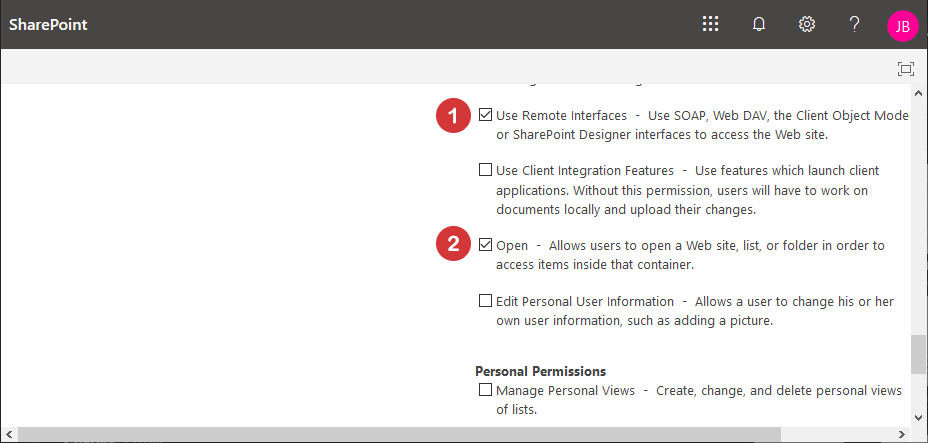 SharePoint
?
JB
1
Use Remote Interfaces - Use SOAP, Web DAV, the Client Object Mode
or SharePoint Designer interfaces to access the Web site.
Use Client Integration Features - Use features which launch client
applications. Without this permission, users will have to work on
documents locally and upload their changes.
2
Open - Allows users to open a Web site, list, or folder in order to
access items inside that container.
Edit Personal User Information - Allows a user to change his or her
own user information, such as adding a picture.
Personal Permissions
Manage Personal Views - Create, change, and delete personal views
of lists.